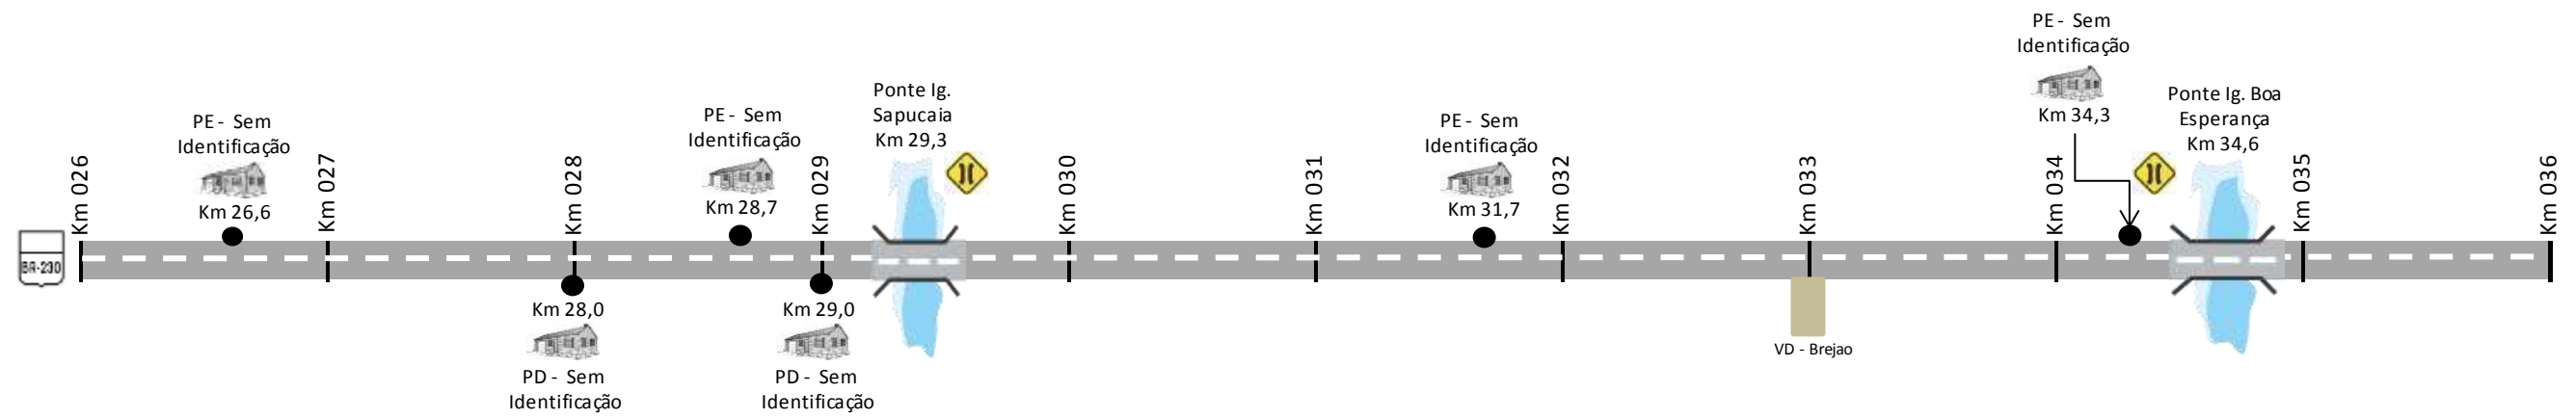 PE - Sem
Identificação
Km 26,6
PE - Sem
Identificação
Km 28,7
Ponte Ig.
Sapucaia
Km 29,3
PE - Sem
Identificação
Km 31,7
PE - Sem
Identificação
Km 34,3
Ponte Ig. Boa
Esperança
Km 34,6
Km 026
Km 027
Km 028
Km 029
Km 030
Km 031
Km 032
Km 033
Km 034
Km 035
Km 036
BR-230
Km 28,0
PD - Sem
Identificação
Km 29,0
PD - Sem
Identificação
VD - Brejao